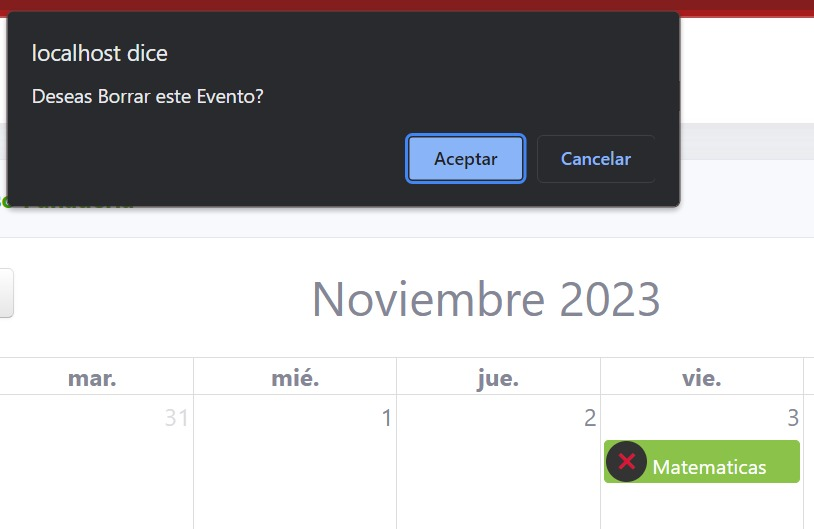 localhost dice
Deseas Borrar este Evento?
Aceptar Cancelar
Noviembre 2023
mar. mié. jue. vie.
31 1 2 3
Matematicas